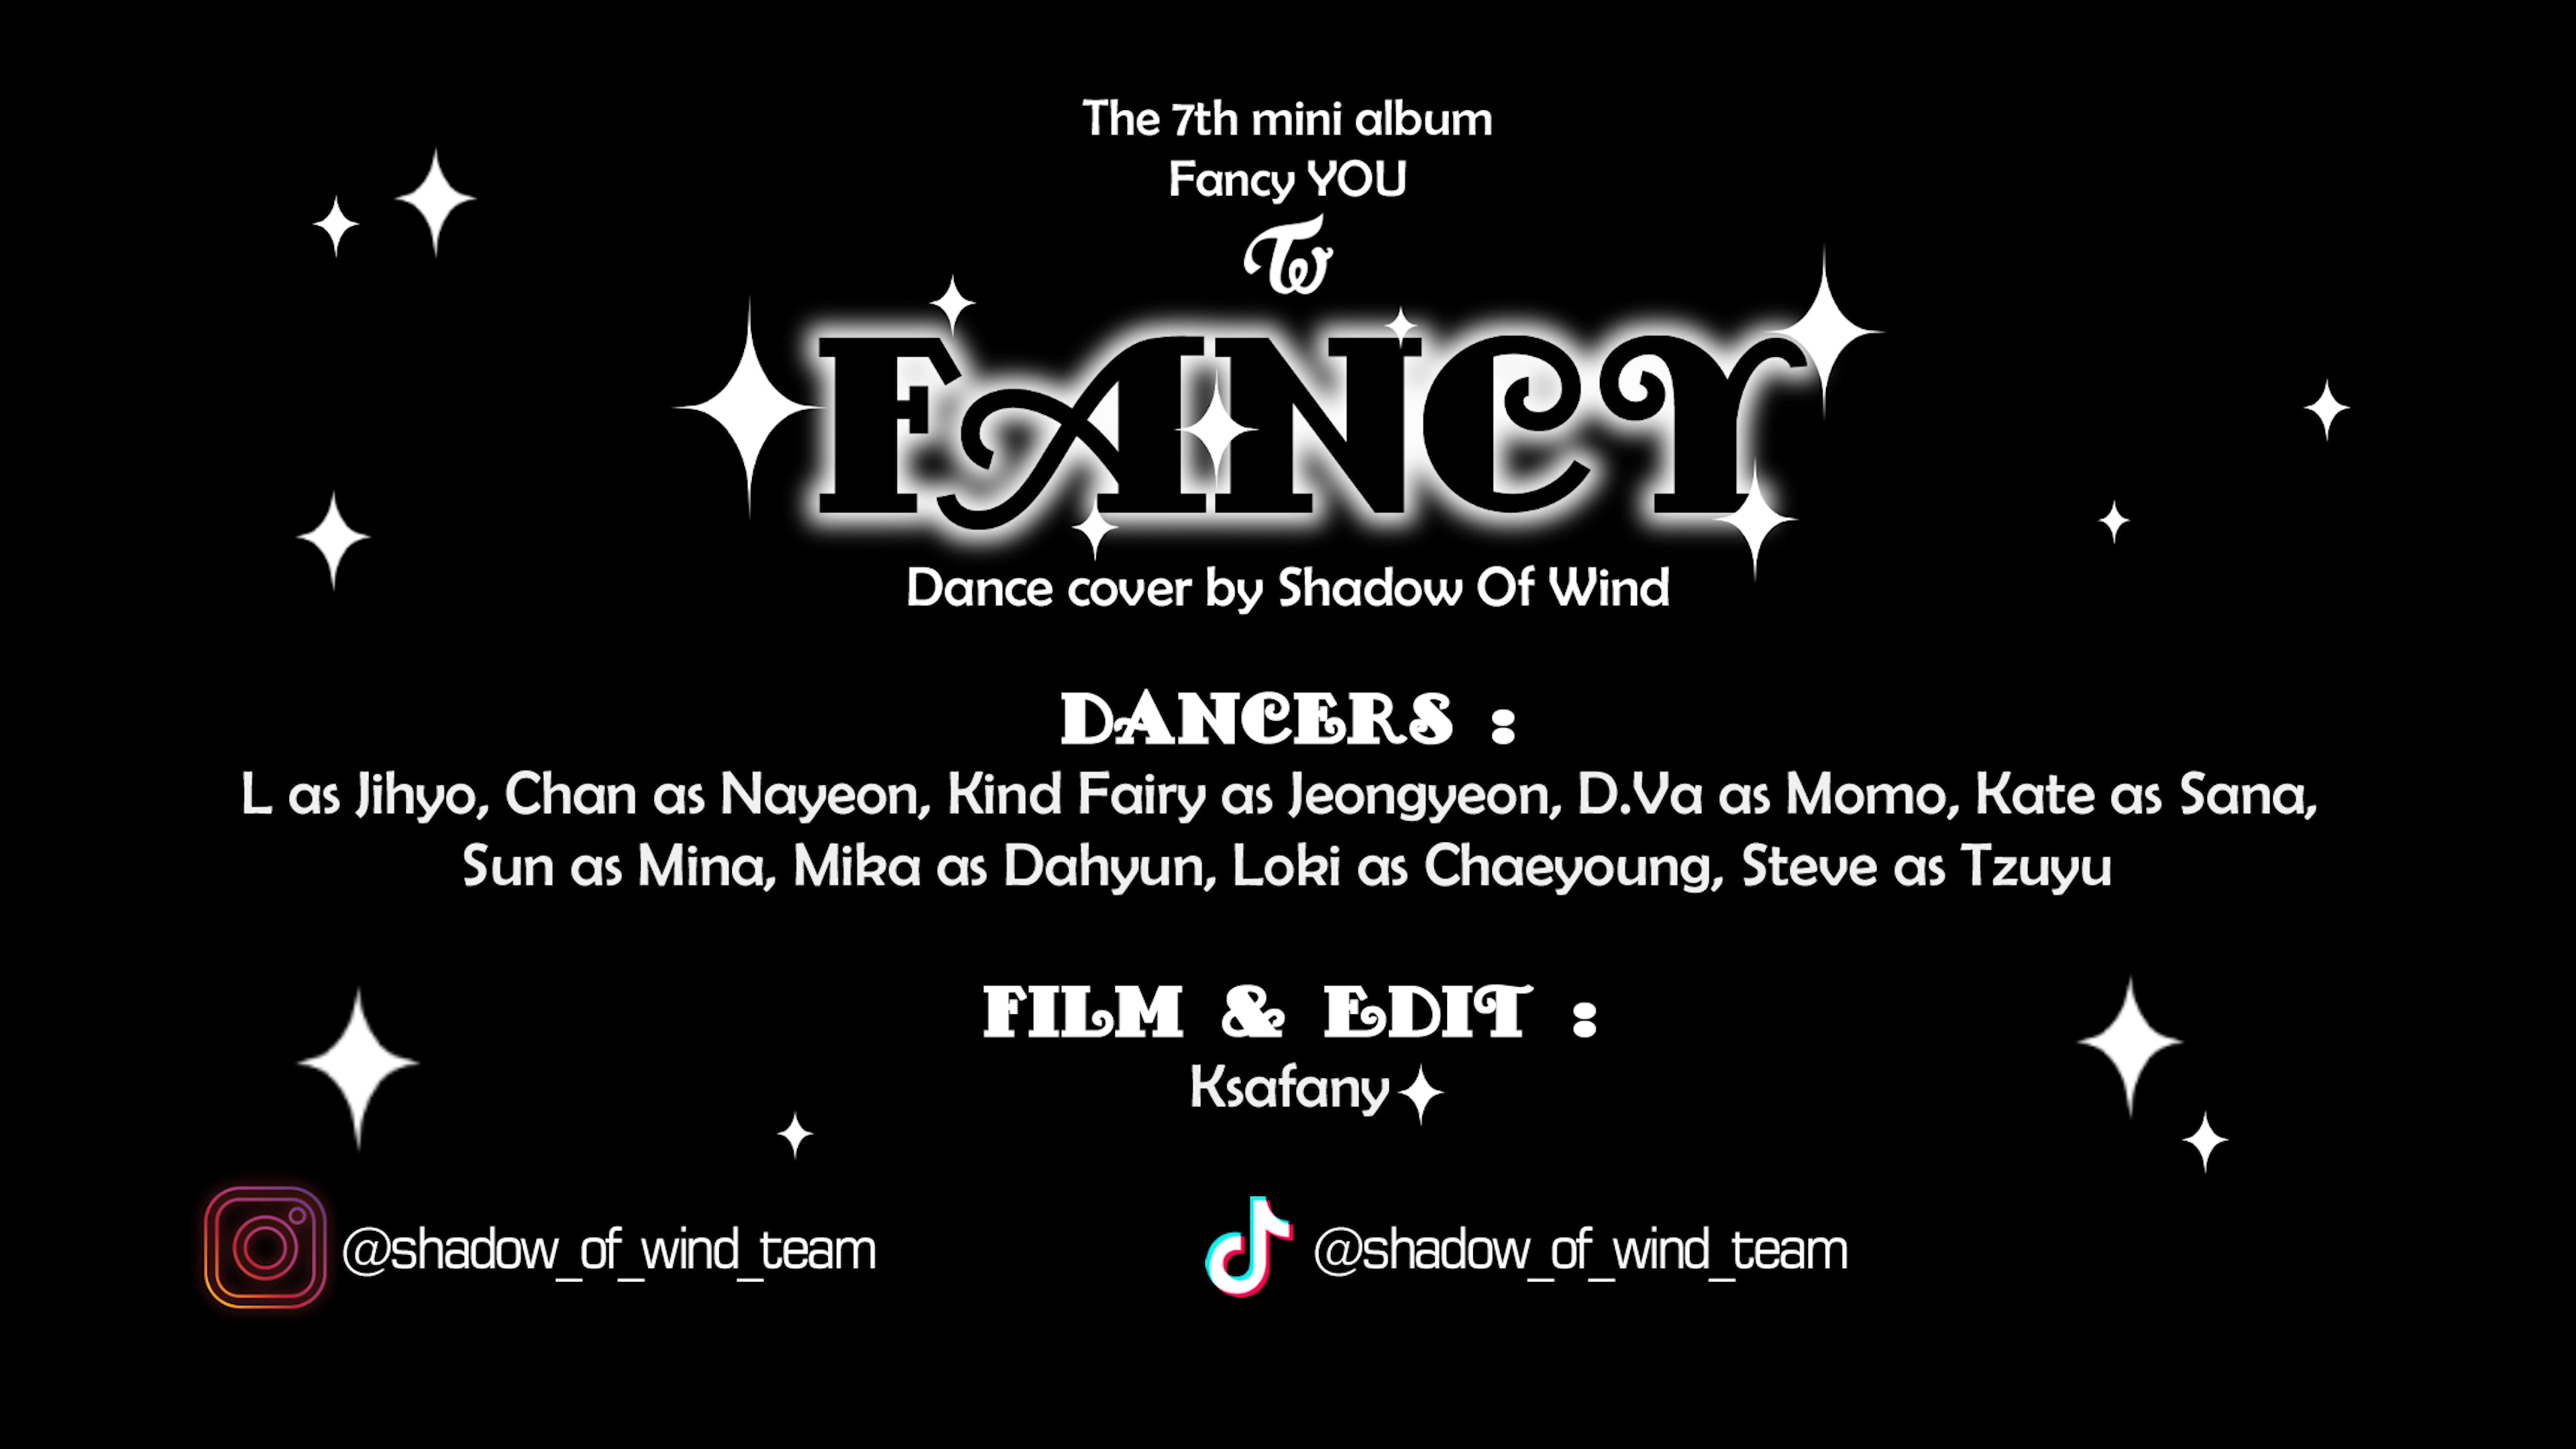 The 7th mini album
Fancy YOU
Tw
FANCY
Dance cover by Shadow Of Wind
DANCERS :
L as Jihyo, Chan as Nayeon, Kind Fairy as Jeongyeon, D.Va as Momo, Kate as Sana,
Sun as Mina, Mika as Dahyun, Loki as Chaeyoung, Steve as Tzuyu
FILM & EDIT :
Ksafany
@shadow_of_wind_team
@shadow_of_wind_team